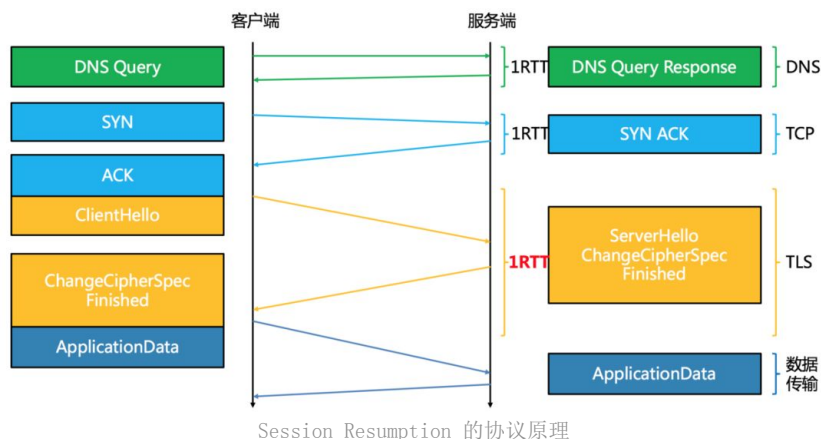 客户端
服务端
DNS Query
1RTT
DNS Query Response
DNS
SYN
1RTT
SYN ACK
TCP
ACK
ClientHello
ChangeCipherSpec
Finished
1RTT
ServerHello
ChangeCipherSpec
Finished
TLS
ApplicationData
ApplicationData
数据
传输
Session Resumption 的协议原理